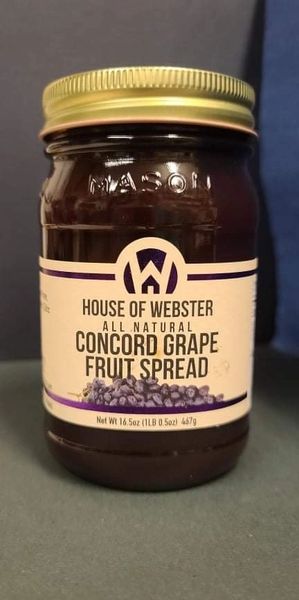 MASON
W
HOUSE OF WEBSTER
ALL NATURAL
CONCORD GRAPE
FRUIT SPREAD
Net Wt 16.5oz (1LB 0.5oz) 467g